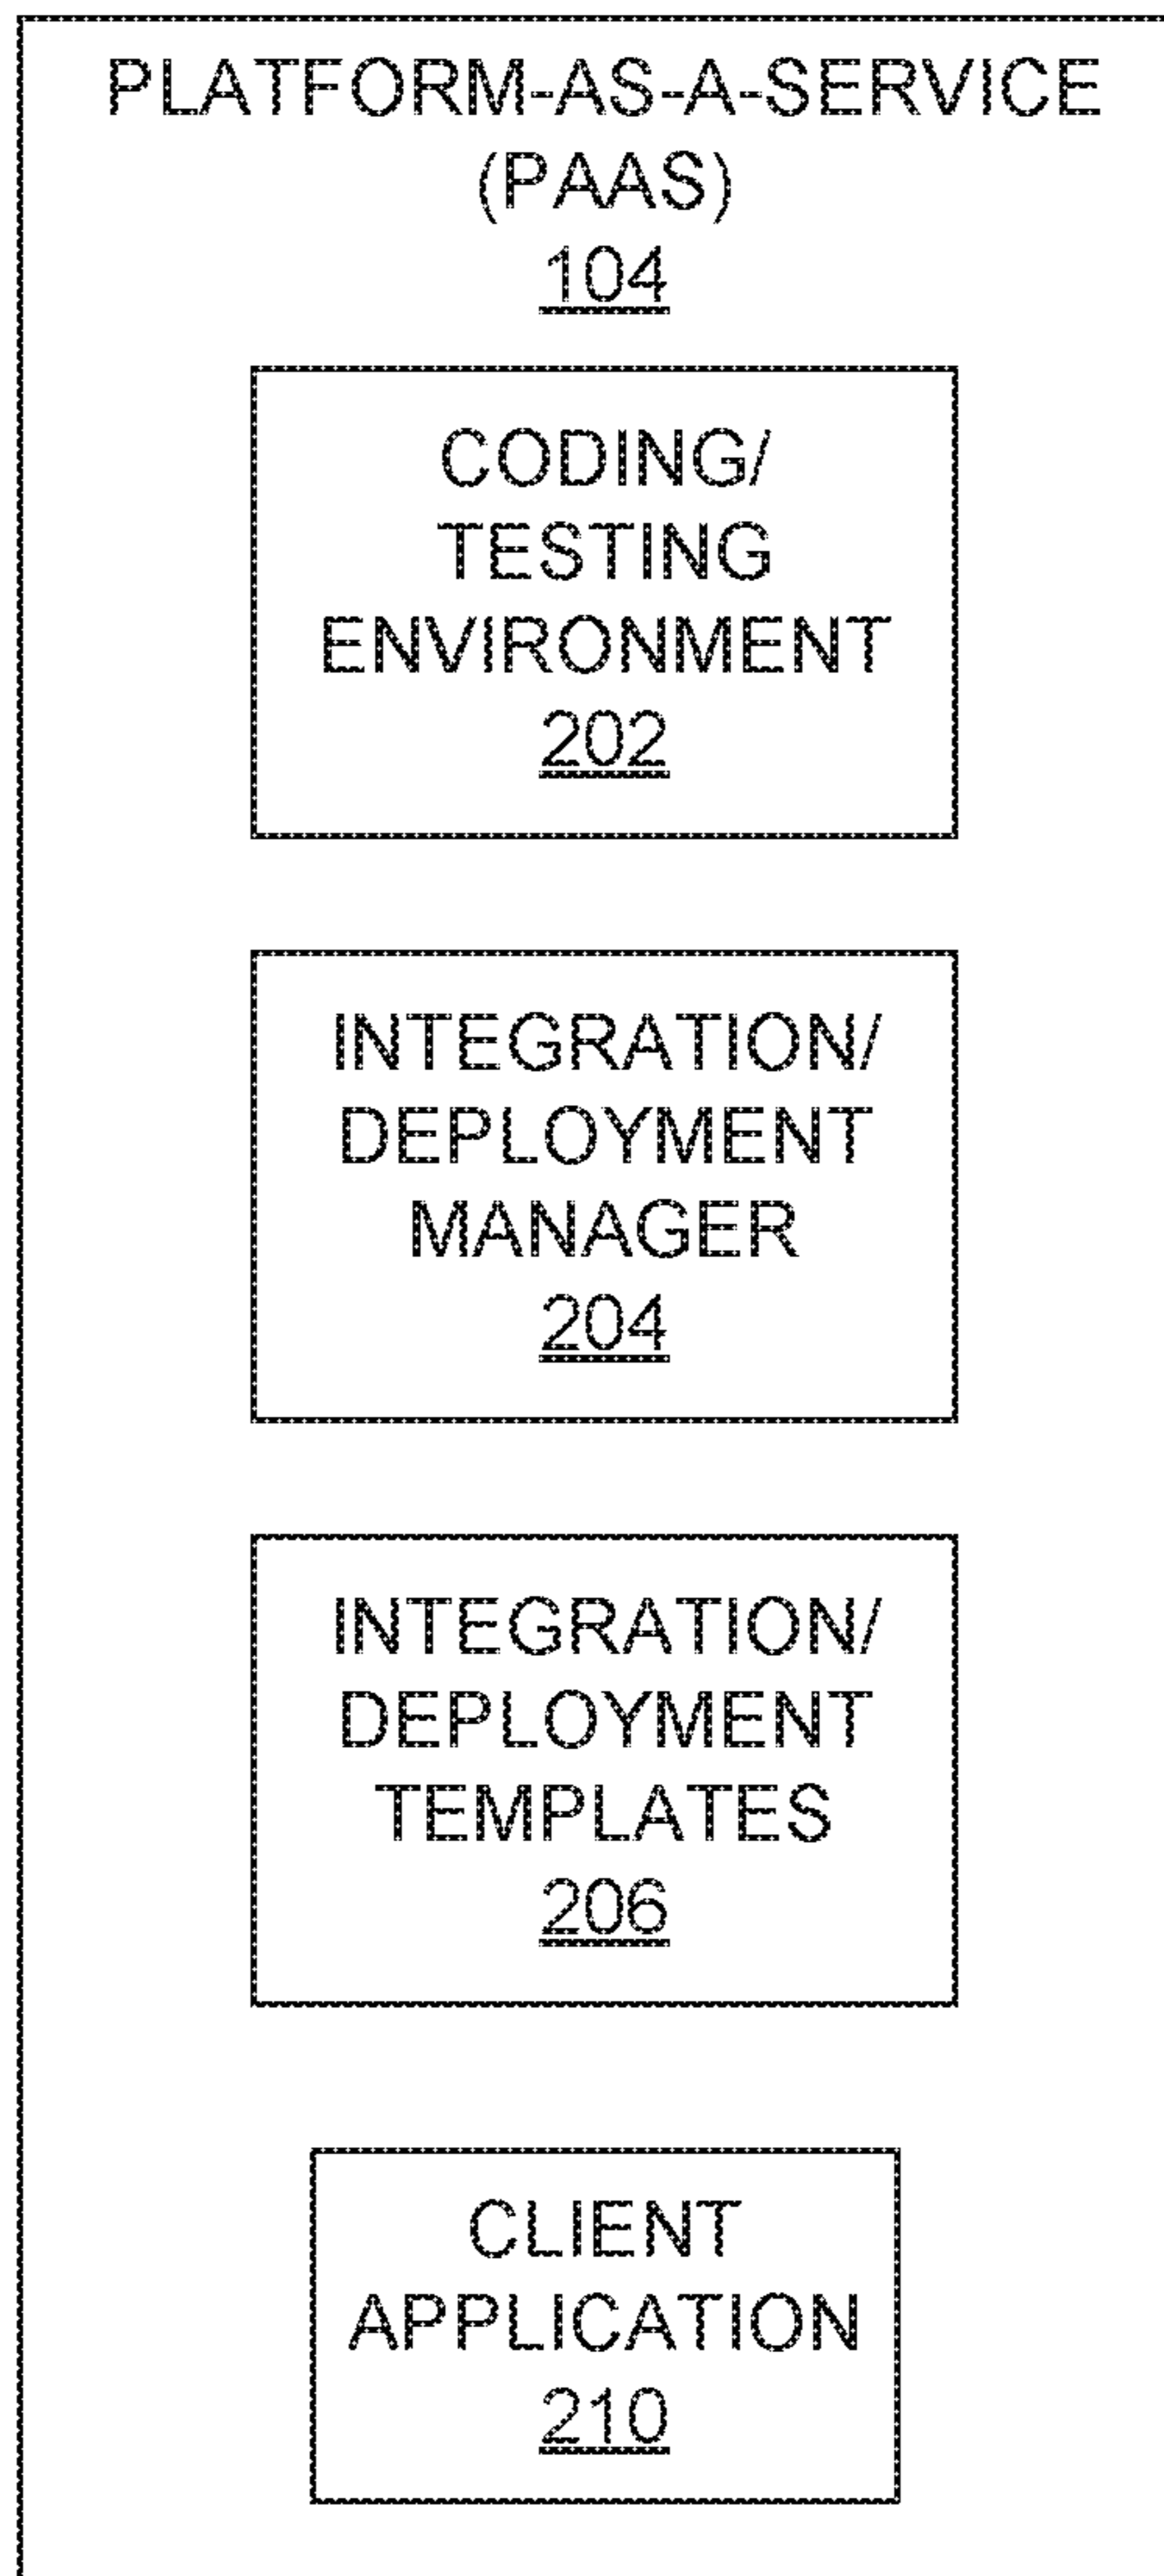 PLATFORM-AS-A-SERVICE
(PAAS)
104
CODING/
TESTING
ENVIRONMENT
202
INTEGRATION/
DEPLOYMENT
MANAGER
204
INTEGRATION/
DEPLOYMENT
TEMPLATES
206
CLIENT
APPLICATION
210